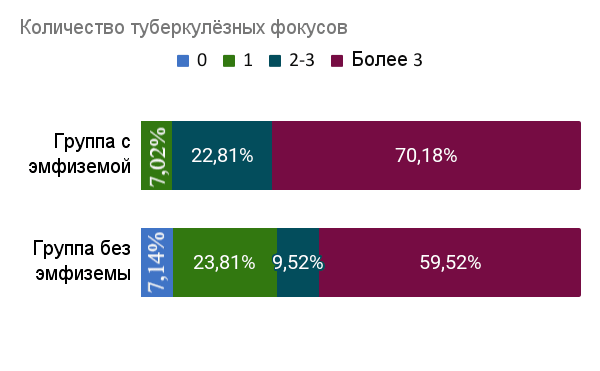 Количество туберкулёзных фокусов
0 1 2-3 Более 3
Группа с
эмфиземой
7,02% 22,81% 70,18%
Группа без
эмфиземы
7,14% 23,81% 9,52% 59,52%